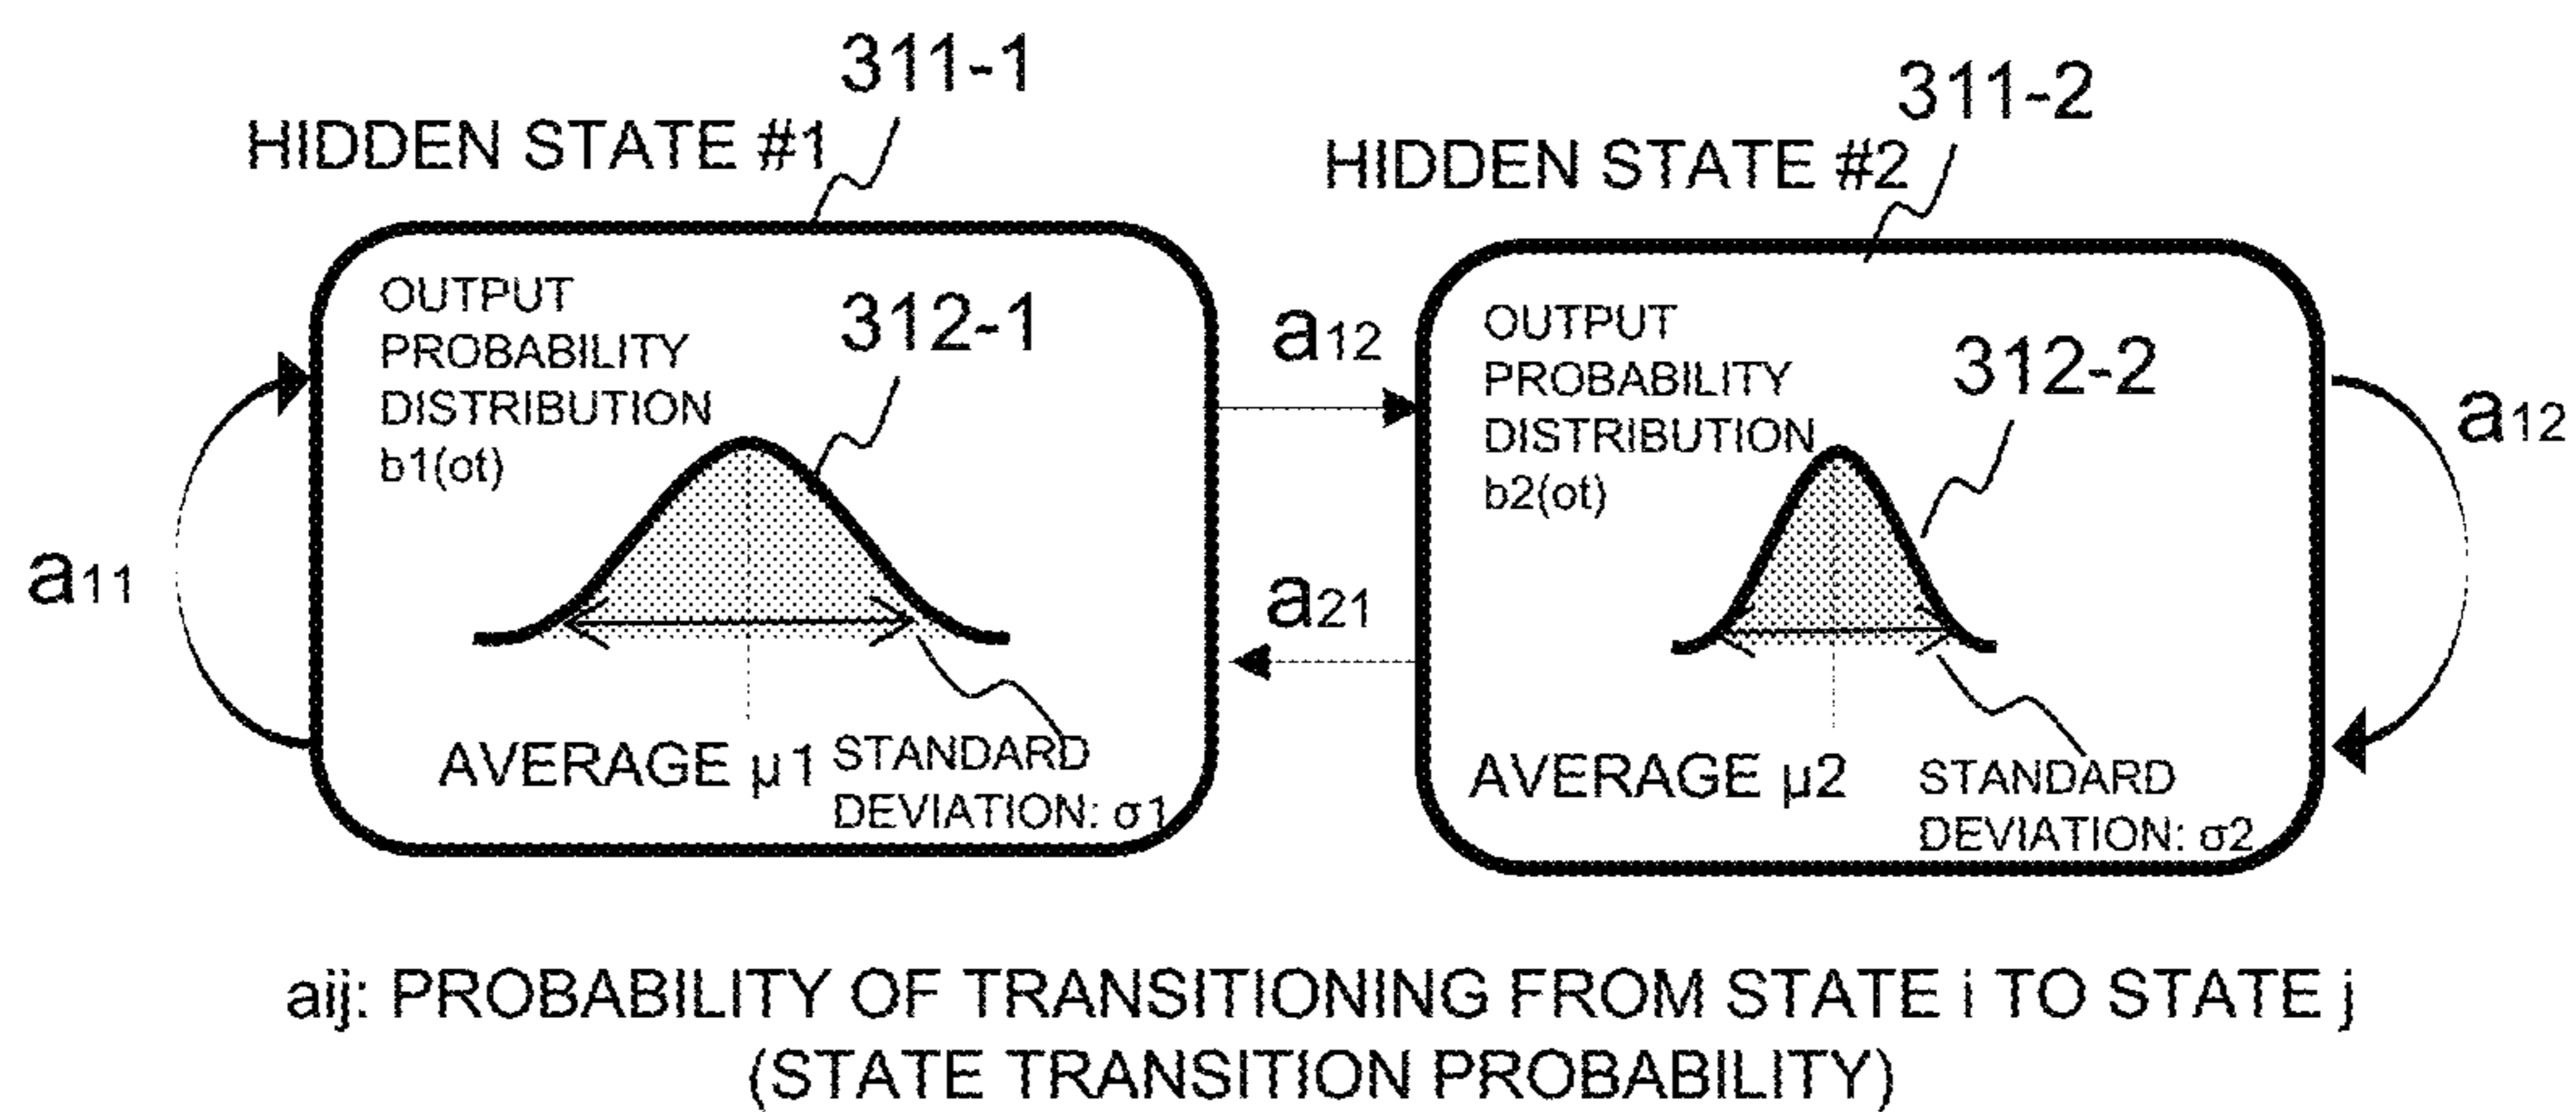 311-1
HIDDEN STATE #1
311-2
HIDDEN STATE #2
OUTPUT
PROBABILITY
DISTRIBUTION
b1(ot)
312-1
a12
OUTPUT
PROBABILITY
DISTRIBUTION
b2(ot)
312-2
a12
a11
a21
AVERAGE μ1
STANDARD
DEVIATION: σ1
AVERAGE μ2
STANDARD
DEVIATION: σ2
aij: PROBABILITY OF TRANSITIONING FROM STATE i TO STATE j
(STATE TRANSITION PROBABILITY)